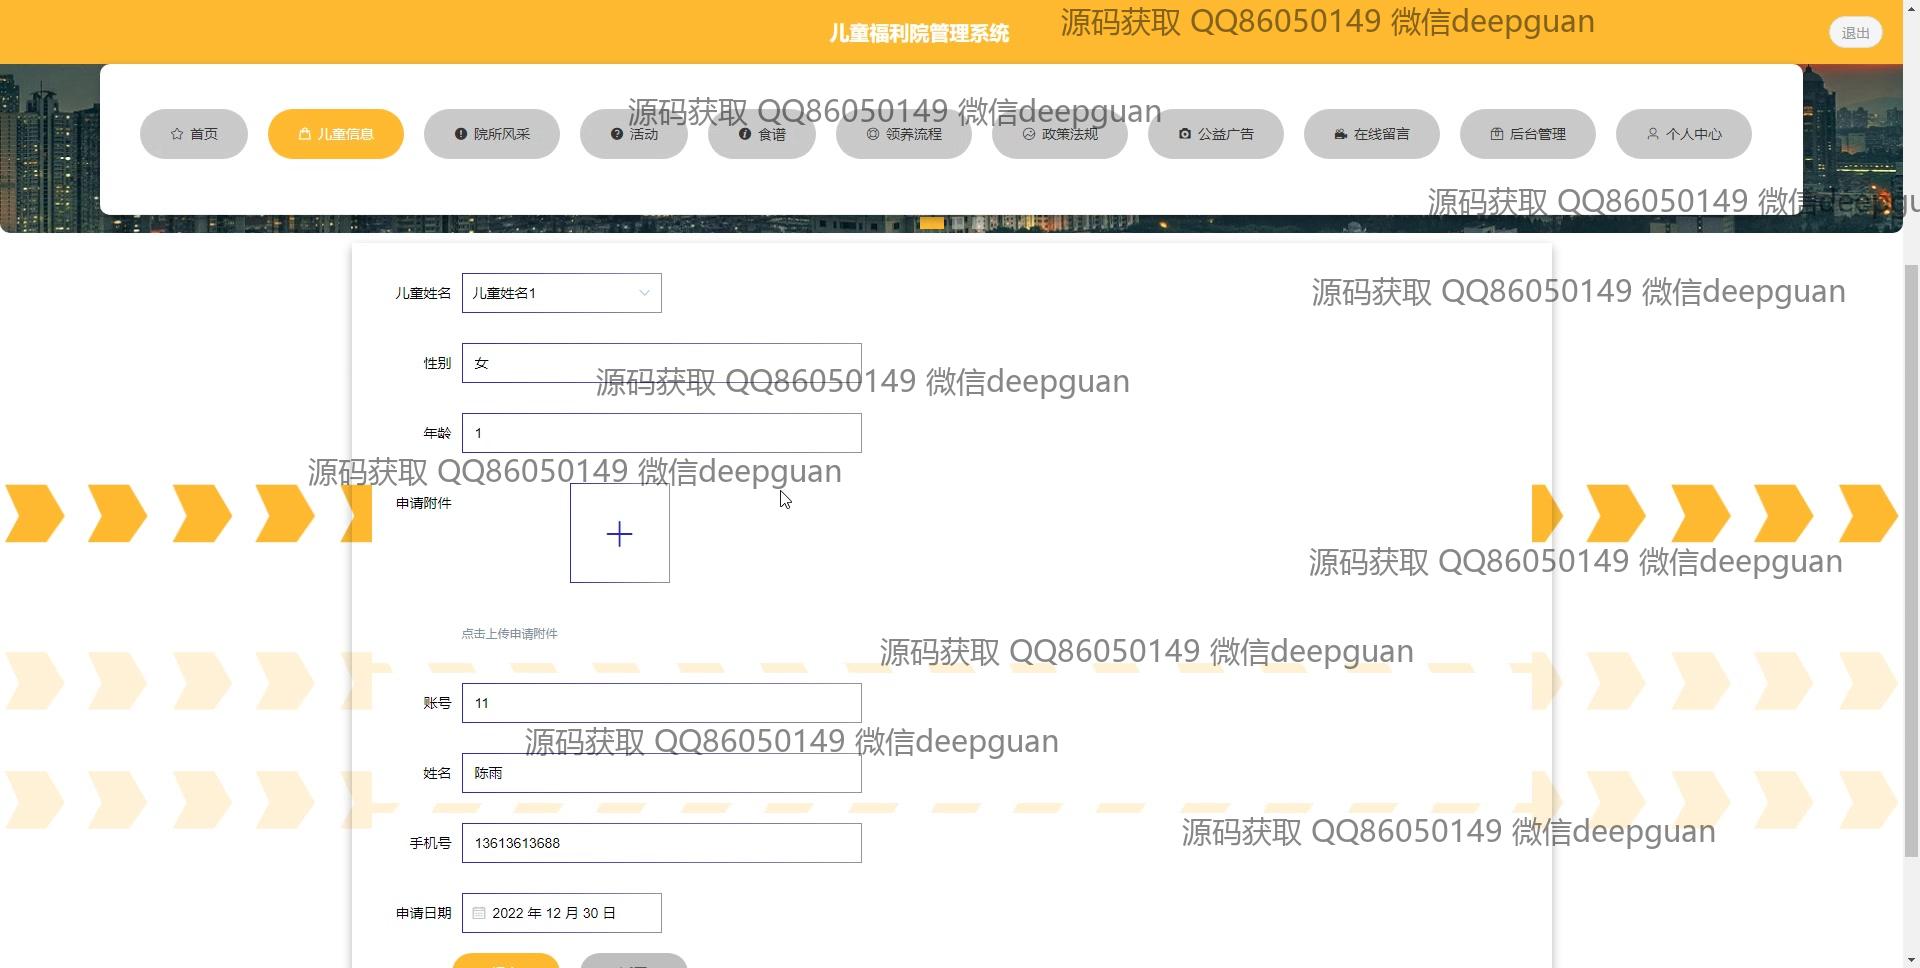 儿童福利院管理系统
源码获取 QQ86050149 微信deepguan
退出
源码获取 QQ86050149 微信deepguan
首页
儿童信息
院所风采
活动
食谱
领养流程
政策法规
公益广告
在线留言
后台管理
个人中心
源码获取 QQ86050149 微信deepgu
儿童姓名 儿童姓名1
源码获取 QQ86050149 微信deepguan
性别 女
源码获取 QQ86050149 微信deepguan
年龄 1
源码获取 QQ86050149 微信deepguan
申请附件
源码获取 QQ86050149 微信deepguan
点击上传申请附件
源码获取 QQ86050149 微信deepguan
账号 11
源码获取 QQ86050149 微信deepguan
姓名 陈雨
源码获取 QQ86050149 微信deepguan
手机号 13613613688
申请日期 2022 年 12 月 30 日